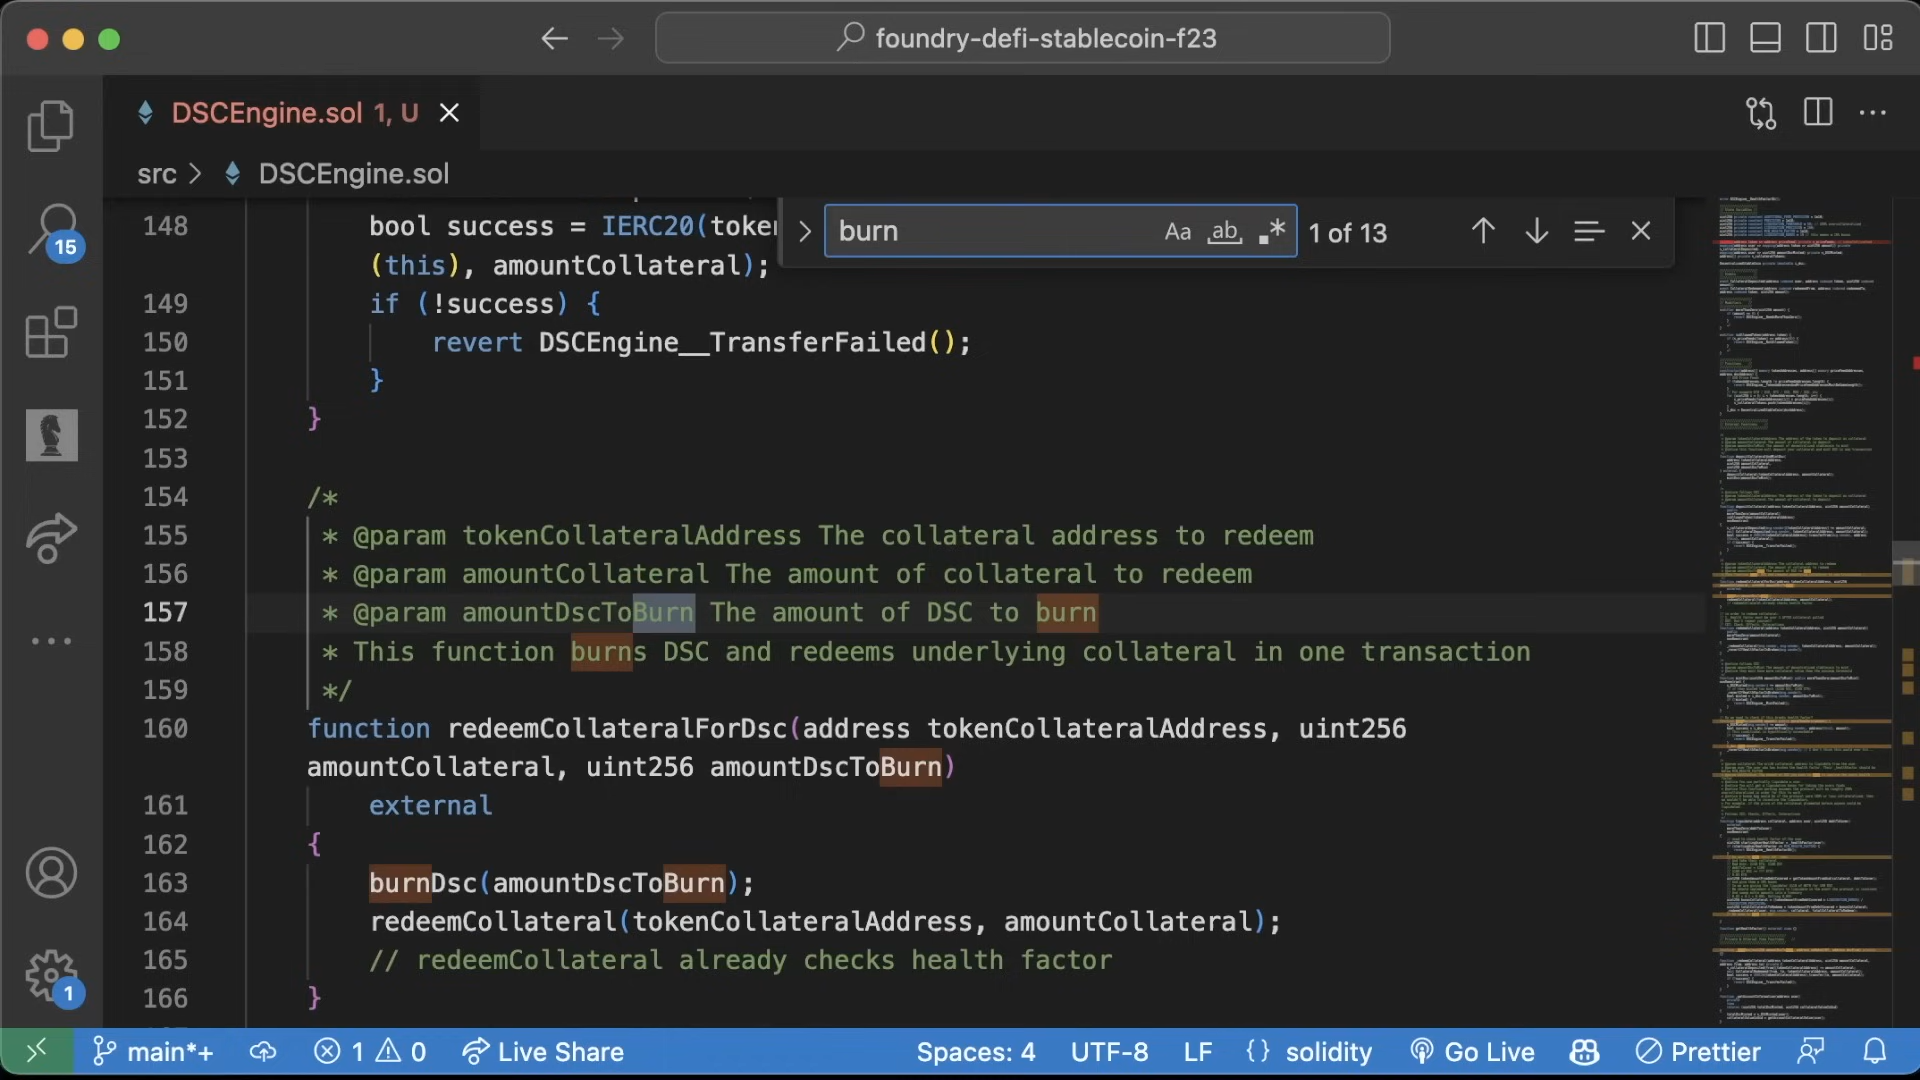 foundry-defi-stablecoin-f23
DSCEngine.sol 1, U
src > DSCEngine.sol
burn
Aa ab .* 1 of 13
148 bool success = IERC20(token
(this), amountCollateral);
149 if (!success) {
150 revert DSCEngine__TransferFailed();
151 }
152 }
153
154 /*
155 * @param tokenCollateralAddress The collateral address to redeem
156 * @param amountCollateral The amount of collateral to redeem
157 * @param amountDscToBurn The amount of DSC to burn
158 * This function burns DSC and redeems underlying collateral in one transaction
159 */
160 function redeemCollateralForDsc(address tokenCollateralAddress, uint256
amountCollateral, uint256 amountDscToBurn)
161 external
162 {
163 burnDsc(amountDscToBurn);
164 redeemCollateral(tokenCollateralAddress, amountCollateral);
165 // redeemCollateral already checks health factor
166 }
15
1
main*+ 1 0 Live Share Spaces: 4 UTF-8 LF {} solidity Go Live Prettier